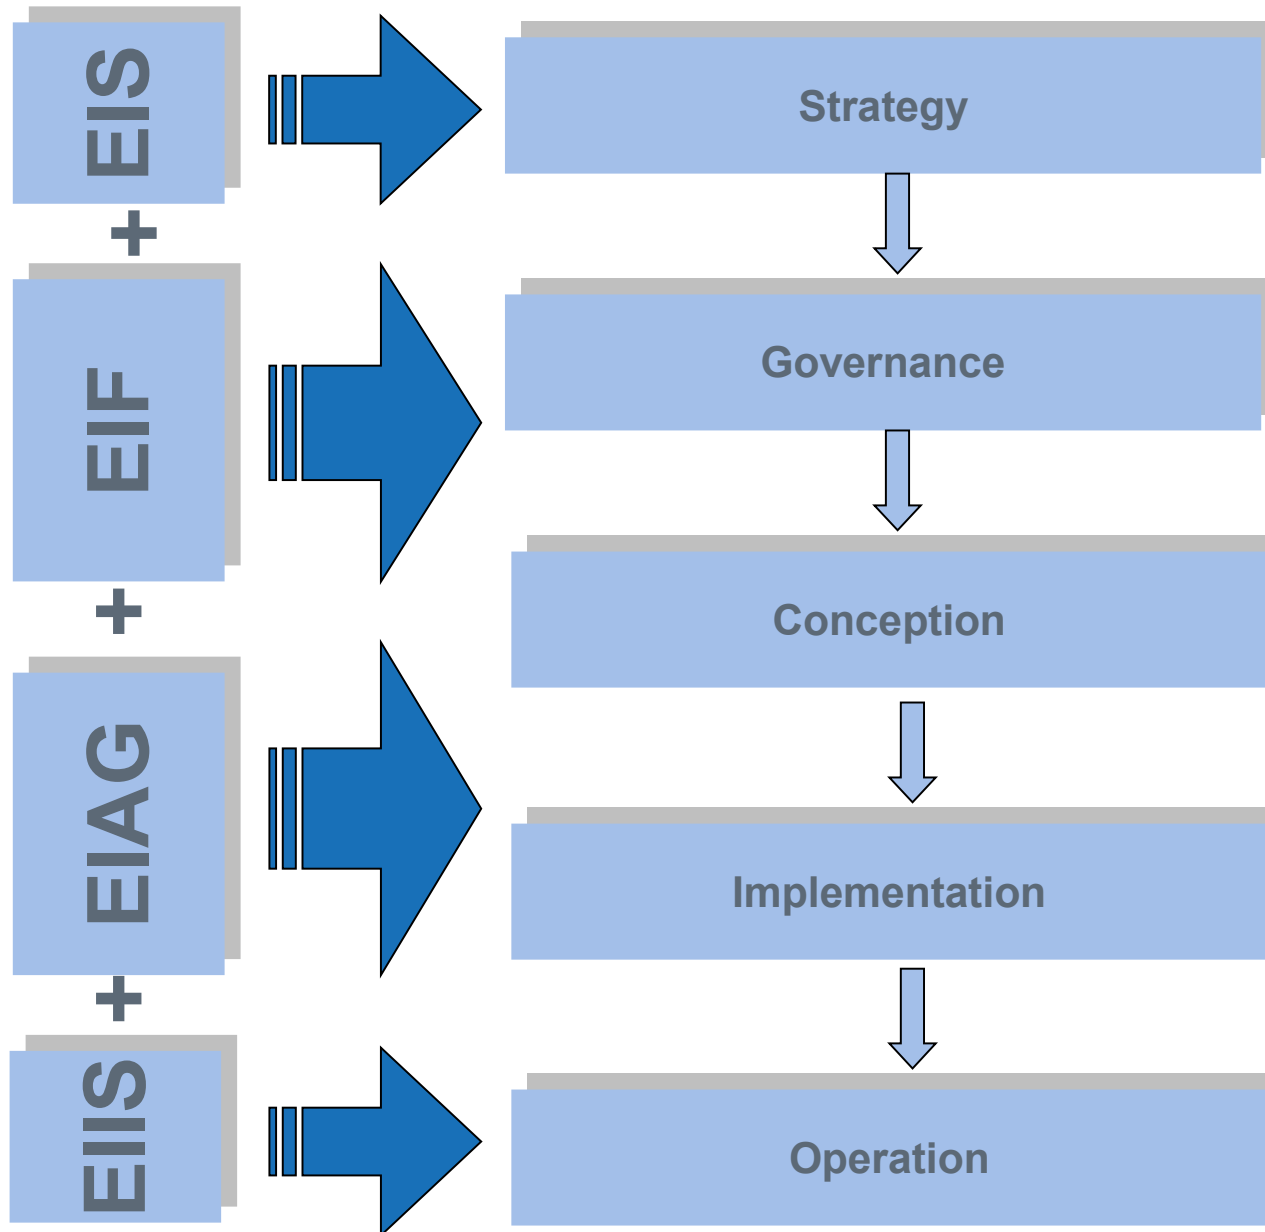 EIS
Strategy
+
EIF
Governance
+
Conception
EIAG
Implementation
+
EIIS
Operation